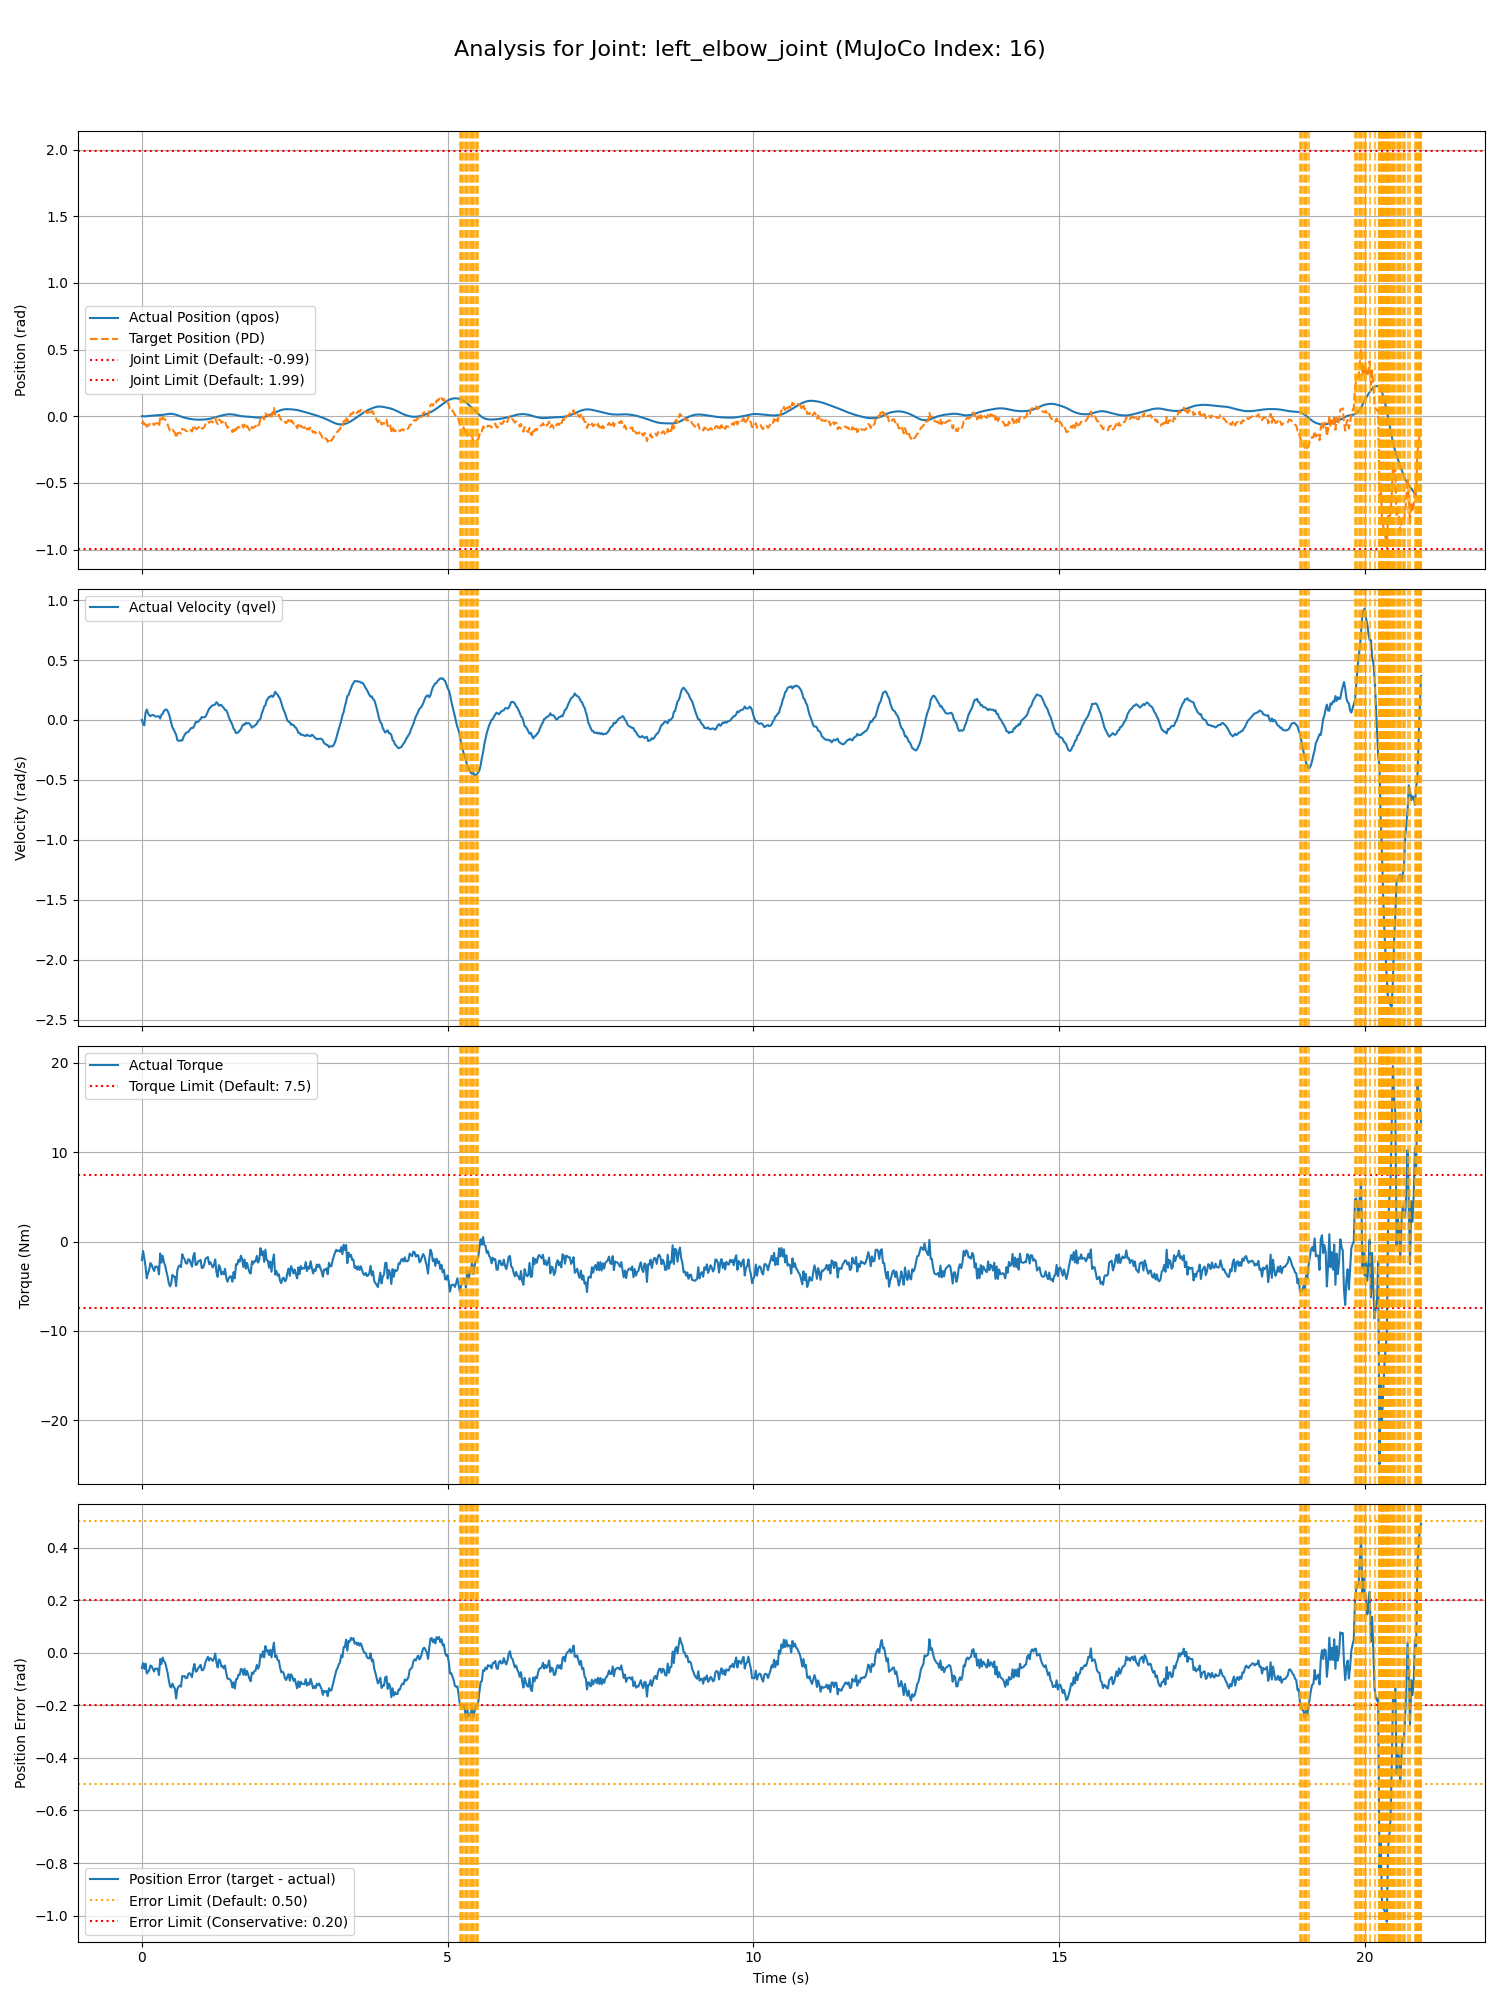 Analysis for Joint: left_elbow_joint (MuJoCo Index: 16)
2.0
1.5
1.0
0.5
0.0
−0.5
−1.0
Position (rad)
Actual Position (qpos)
Target Position (PD)
Joint Limit (Default: -0.99)
Joint Limit (Default: 1.99)
1.0
0.5
0.0
−0.5
−1.0
−1.5
−2.0
−2.5
Velocity (rad/s)
Actual Velocity (qvel)
20
10
0
−10
−20
Torque (Nm)
Actual Torque
Torque Limit (Default: 7.5)
0.4
0.2
0.0
−0.2
−0.4
−0.6
−0.8
−1.0
Position Error (rad)
Position Error (target - actual)
Error Limit (Default: 0.50)
Error Limit (Conservative: 0.20)
0
5
10
15
20
Time (s)